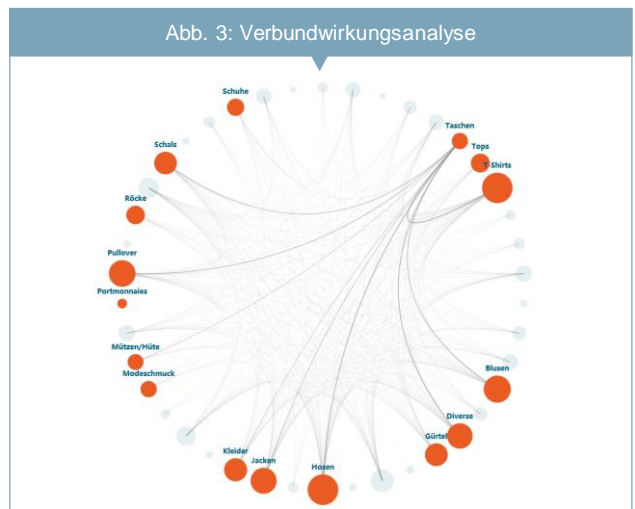 Abb. 3: Verbundwirkungsanalyse
Schuhe
Taschen
Tops
T-Shirts
Schals
Röcke
Pullover
Portmonnaies
Mützen/Hüte
Modeschmuck
Blusen
Diverse
Gürtel
Kleider
Jacken
Hosen